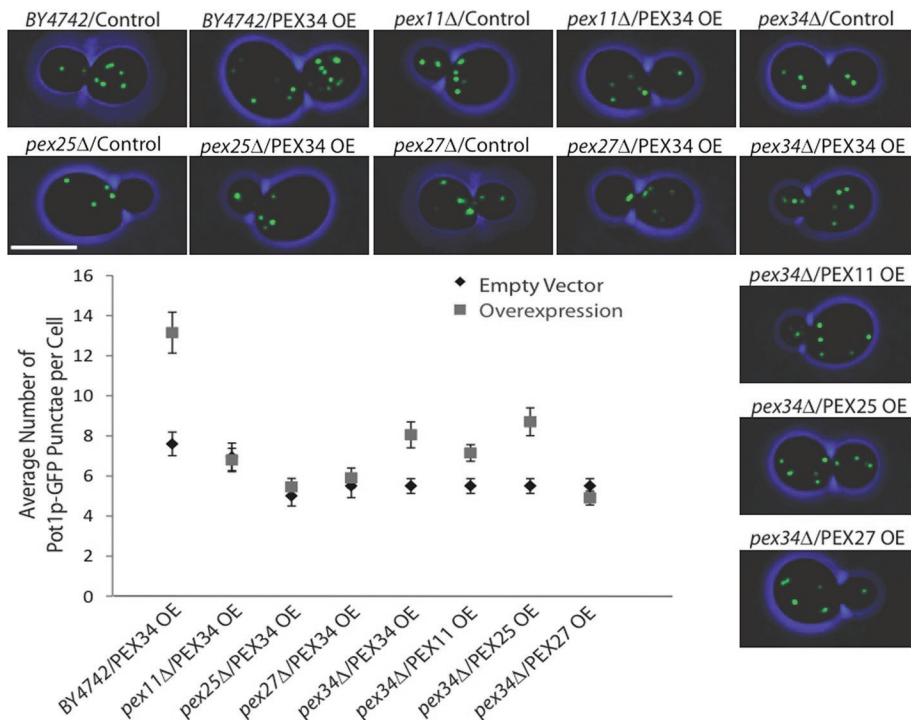 BY4742/Control
BY4742/PEX34 OE
pex11Δ/Control
pex11Δ/PEX34 OE
pex34Δ/Control
pex25Δ/Control
pex25Δ/PEX34 OE
pex27Δ/Control
pex27Δ/PEX34 OE
pex34Δ/PEX34 OE
pex34Δ/PEX11 OE
pex34Δ/PEX25 OE
pex34Δ/PEX27 OE
Average Number of
Pot1p-GFP Punctae per Cell
16
14
12
10
8
6
4
2
0
Empty Vector
Overexpression
BY4742/PEX34 OE
pex11Δ/PEX34 OE
pex25Δ/PEX34 OE
pex27Δ/PEX34 OE
pex34Δ/PEX34 OE
pex34Δ/PEX11 OE
pex34Δ/PEX25 OE
pex34Δ/PEX27 OE